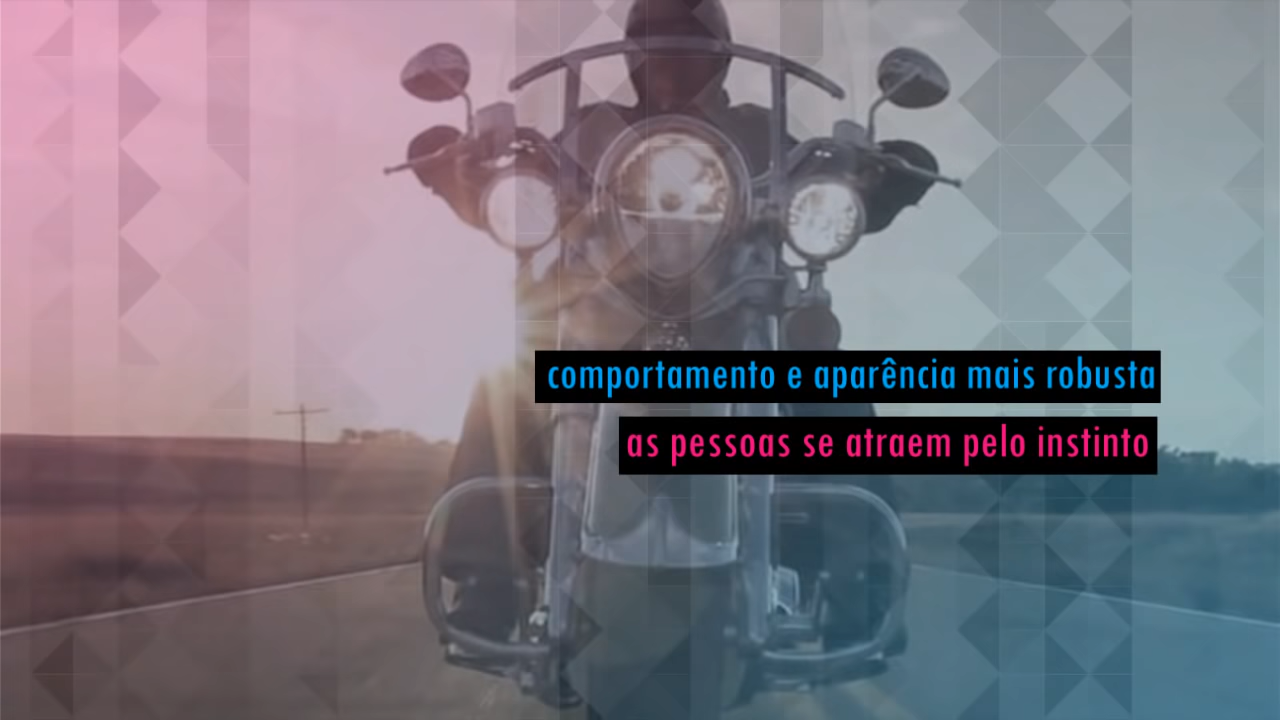 comportamento e aparência mais robusta
as pessoas se atraem pelo instinto